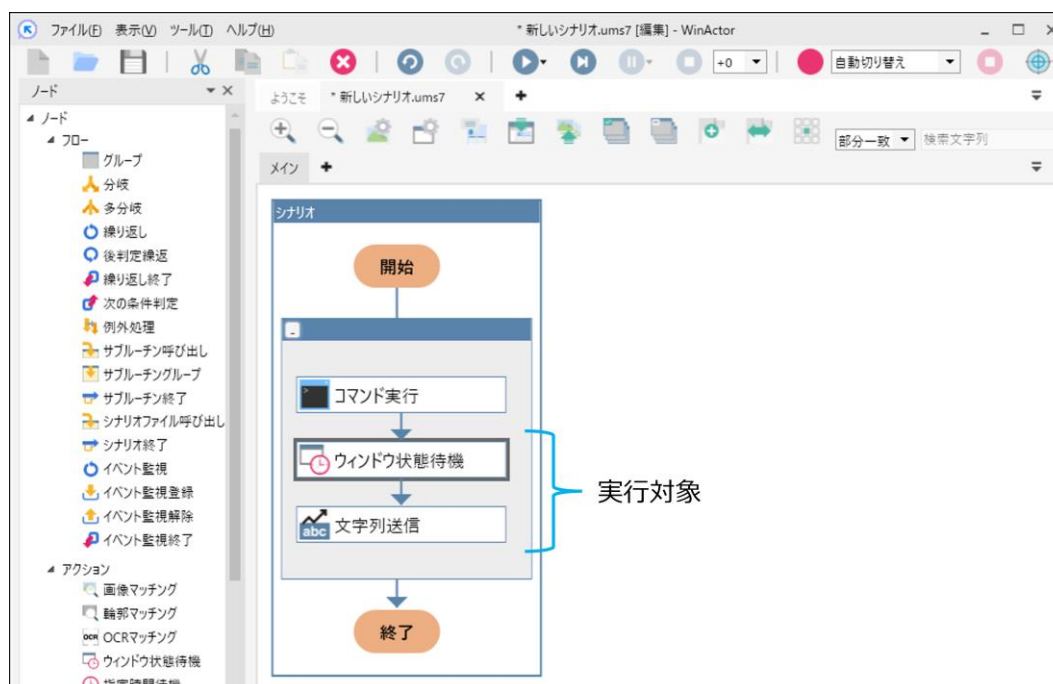 ファイル(F) 表示(V) ツール(T) ヘルプ(H)
* 新しいシナリオ.ums7 [編集] - WinActor
+0
自動切り替え
ノード
ようこそ
* 新しいシナリオ.ums7
部分一致
検索文字列
メイン
ノード
フロー
グループ
分岐
多分岐
繰り返し
後判定繰返
繰り返し終了
次の条件判定
例外処理
サブルーチン呼び出し
サブルーチングループ
サブルーチン終了
シナリオファイル呼び出し
シナリオ終了
イベント監視
イベント監視登録
イベント監視解除
イベント監視終了
アクション
画像マッチング
輪郭マッチング
OCR OCRマッチング
ウィンドウ状態待機
指定時間待機
シナリオ
開始
コマンド実行
ウィンドウ状態待機
abc 文字列送信
終了
実行対象